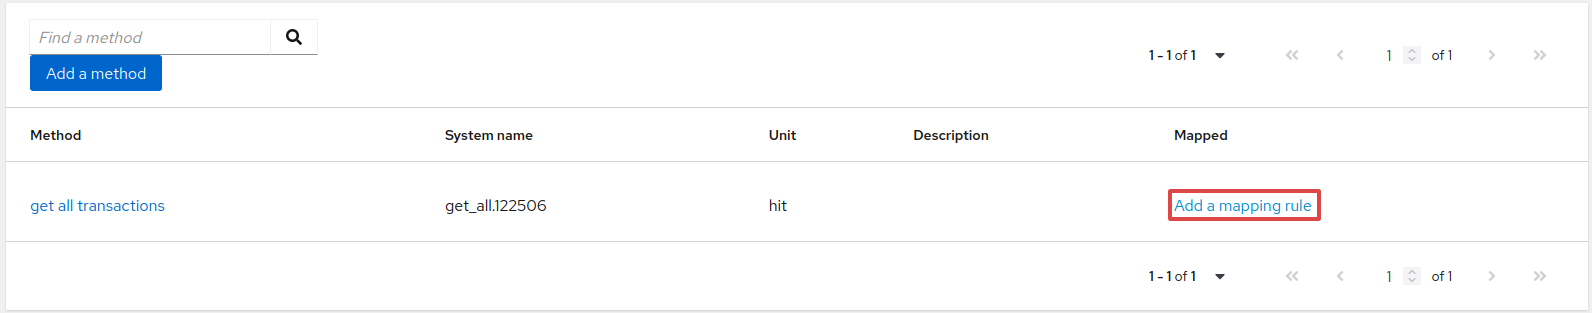 Find a method
1 - 1 of 1 1 of 1
Add a method
Method System name Unit Description Mapped
get all transactions get_all.122506 hit Add a mapping rule
1 - 1 of 1 1 of 1